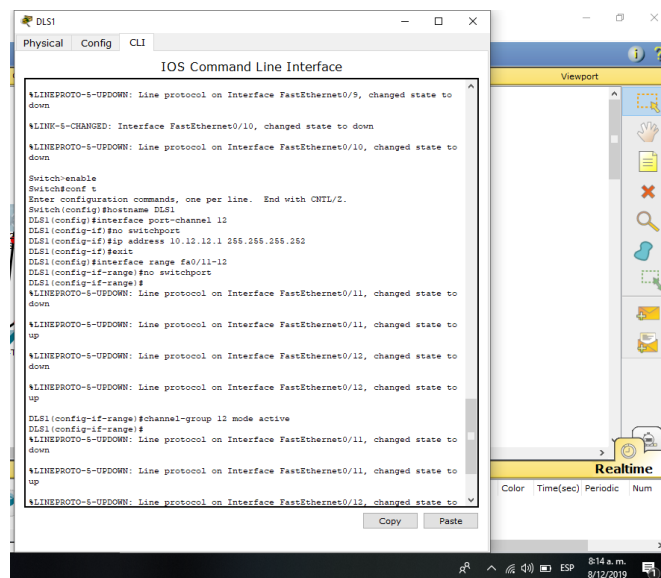 DLS1
Physical Config CLI
IOS Command Line Interface
%LINEPROTO-5-UPDOWN: Line protocol on Interface FastEthernet0/9, changed state to
down
%LINK-5-CHANGED: Interface FastEthernet0/10, changed state to down
%LINEPROTO-5-UPDOWN: Line protocol on Interface FastEthernet0/10, changed state to
down
Switch>enable
Switch#conf t
Enter configuration commands, one per line. End with CNTL/Z.
Switch(config)#hostname DLS1
DLS1(config)#interface port-channel 12
DLS1(config-if)#no switchport
DLS1(config-if)#ip address 10.12.12.1 255.255.255.252
DLS1(config-if)#exit
DLS1(config)#interface range fa0/11-12
DLS1(config-if-range)#no switchport
DLS1(config-if-range)#
%LINEPROTO-5-UPDOWN: Line protocol on Interface FastEthernet0/11, changed state to
down
%LINEPROTO-5-UPDOWN: Line protocol on Interface FastEthernet0/11, changed state to
up
%LINEPROTO-5-UPDOWN: Line protocol on Interface FastEthernet0/12, changed state to
down
%LINEPROTO-5-UPDOWN: Line protocol on Interface FastEthernet0/12, changed state to
up
DLS1(config-if-range)#channel-group 12 mode active
DLS1(config-if-range)#
%LINEPROTO-5-UPDOWN: Line protocol on Interface FastEthernet0/11, changed state to
down
%LINEPROTO-5-UPDOWN: Line protocol on Interface FastEthernet0/11, changed state to
up
%LINEPROTO-5-UPDOWN: Line protocol on Interface FastEthernet0/12, changed state to
Copy Paste
Viewport
Realtime
Color Time(sec) Periodic Num
ESP
8:14 a. m.
8/12/2019